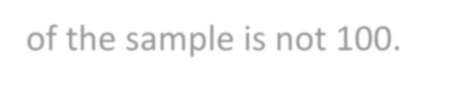 of the sample is not 100.